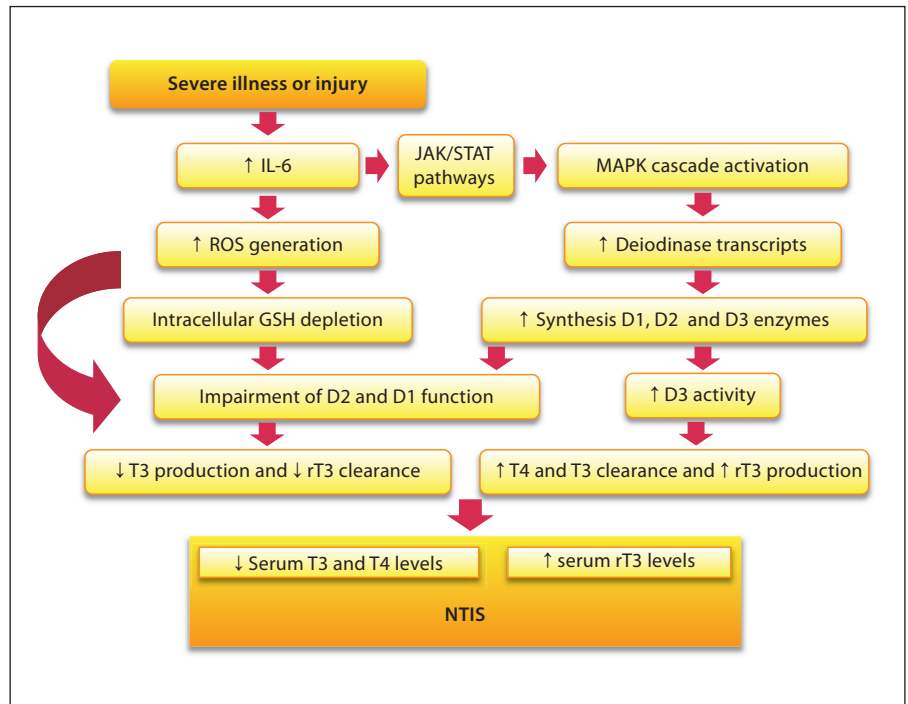 Severe illness or injury
↑ IL-6
JAK/STAT
pathways
MAPK cascade activation
↑ ROS generation
↑ Deiodinase transcripts
Intracellular GSH depletion
↑ Synthesis D1, D2 and D3 enzymes
Impairment of D2 and D1 function
↑ D3 activity
↓ T3 production and ↓ rT3 clearance
↑ T4 and T3 clearance and ↑ rT3 production
↓ Serum T3 and T4 levels
↑ serum rT3 levels
NTIS